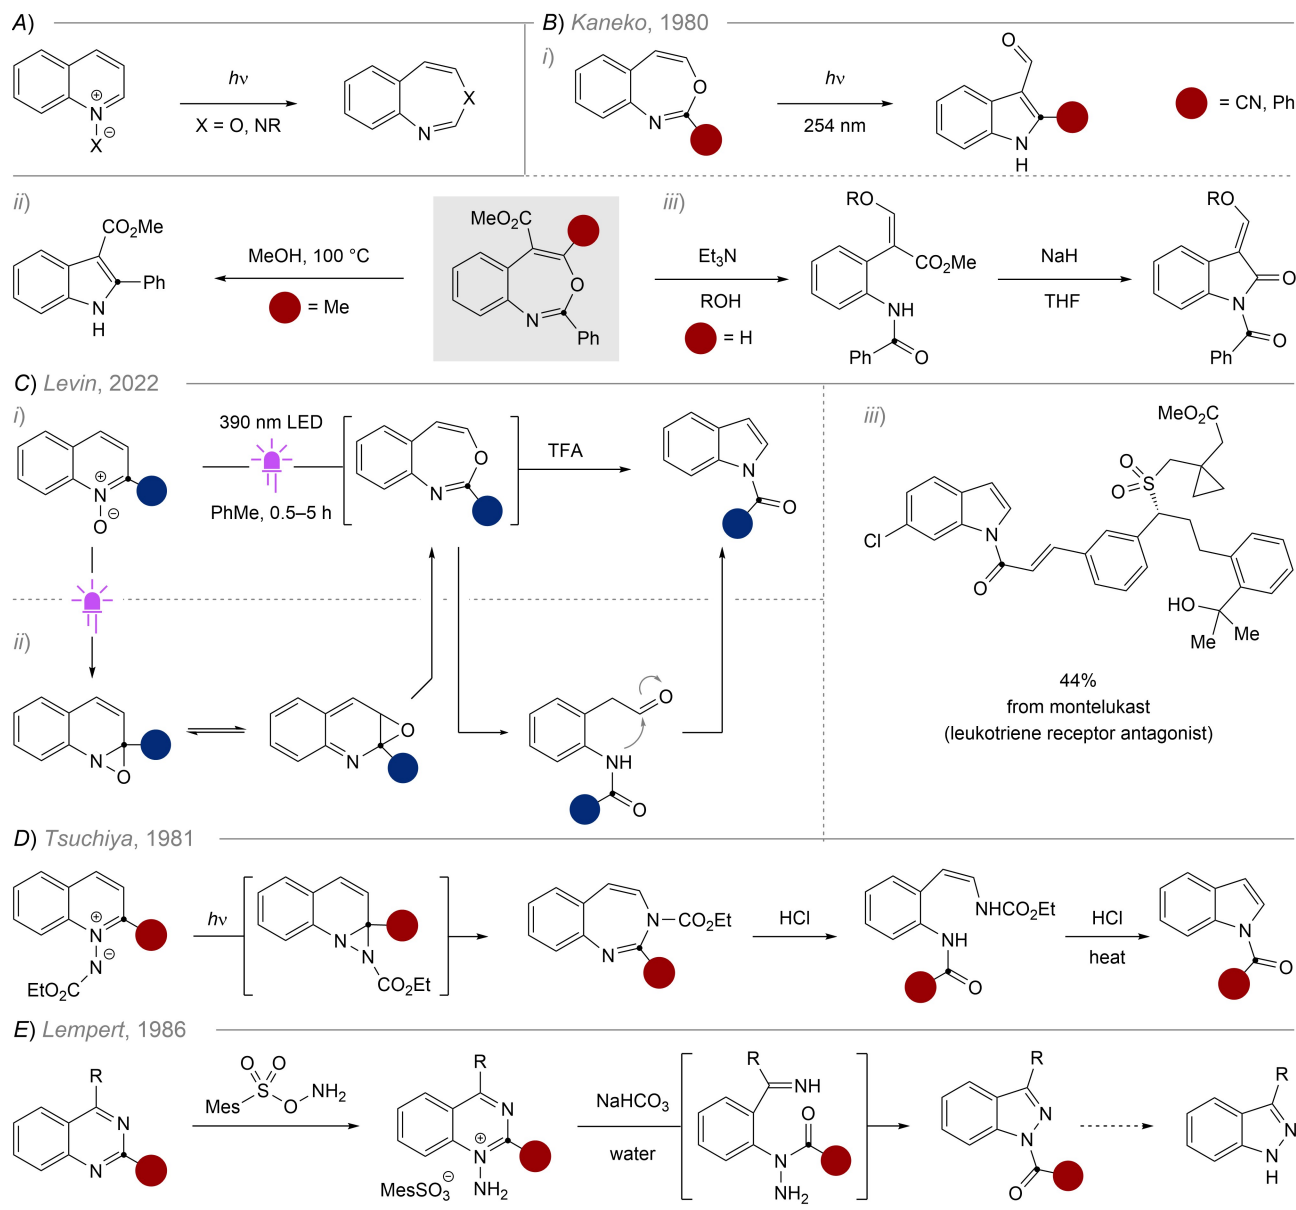 A)
N
⊕
⊖
X
hν
X = O, NR
X
N
B) Kaneko, 1980
i)
O
N
hν
254 nm
O
N
H
= CN, Ph
ii)
CO₂Me
Ph
N
H
MeOH, 100 °C
= Me
MeO₂C
O
N
Ph
iii)
Et₃N
ROH
= H
RO
CO₂Me
NH
Ph
O
NaH
THF
RO
O
N
O
Ph
C) Levin, 2022
i)
⊕
N
O
⊖
390 nm LED
PhMe, 0.5–5 h
O
N
TFA
N
O
ii)
N
O
O
N
O
NH
O
iii)
MeO₂C
O
S
O
Cl
N
O
HO
Me
Me
44%
from montelukast
(leukotriene receptor antagonist)
D) Tsuchiya, 1981
⊕
N
N
⊖
EtO₂C
hν
N
N
CO₂Et
N
CO₂Et
N
HCl
NHCO₂Et
NH
O
HCl
heat
N
O
E) Lempert, 1986
R
N
N
O
O
S
NH₂
Mes
O
R
N
⊕
N
MesSO₃
⊖
NH₂
NaHCO₃
water
R
NH
O
N
NH₂
R
N
N
O
R
N
N
H